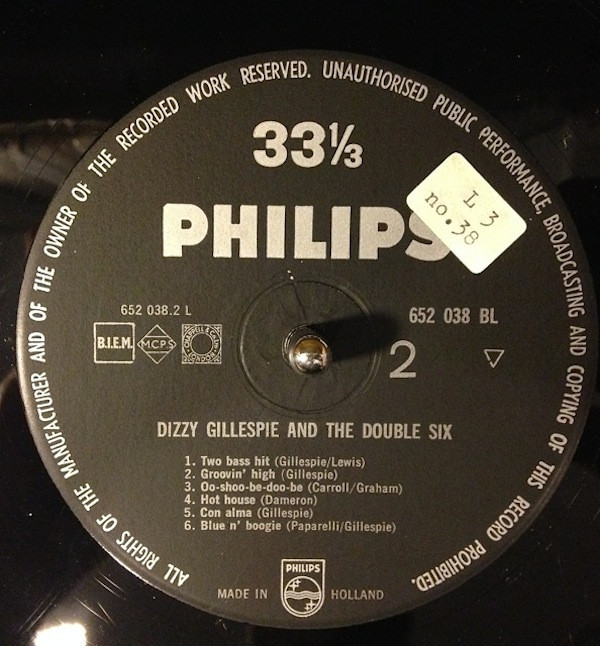 ALL RIGHTS OF THE MANUFACTURER AND OF THE OWNER OF THE RECORDED WORK RESERVED. UNAUTHORISED PUBLIC PERFORMANCE, BROADCASTING AND COPYING OF THIS RECORD PROHIBITED.
33⅓
L 3
no.38
PHILIPS
652 038.2 L
652 038 BL
B.I.E.M.
MCPS
CHAPPELL & CO LTD
LONDON
2
DIZZY GILLESPIE AND THE DOUBLE SIX
1. Two bass hit (Gillespie/Lewis)
2. Groovin' high (Gillespie)
3. Oo-shoo-be-doo-be (Carroll/Graham)
4. Hot house (Dameron)
5. Con alma (Gillespie)
6. Blue n' boogie (Paparelli/Gillespie)
PHILIPS
MADE IN HOLLAND